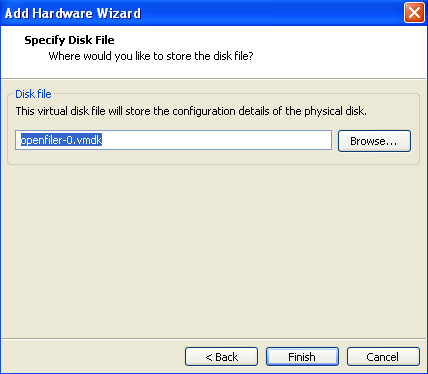 Add Hardware Wizard
Specify Disk File
Where would you like to store the disk file?
Disk file
This virtual disk file will store the configuration details of the physical disk.
openfiler-0.vmdk
Browse...
< Back
Finish
Cancel